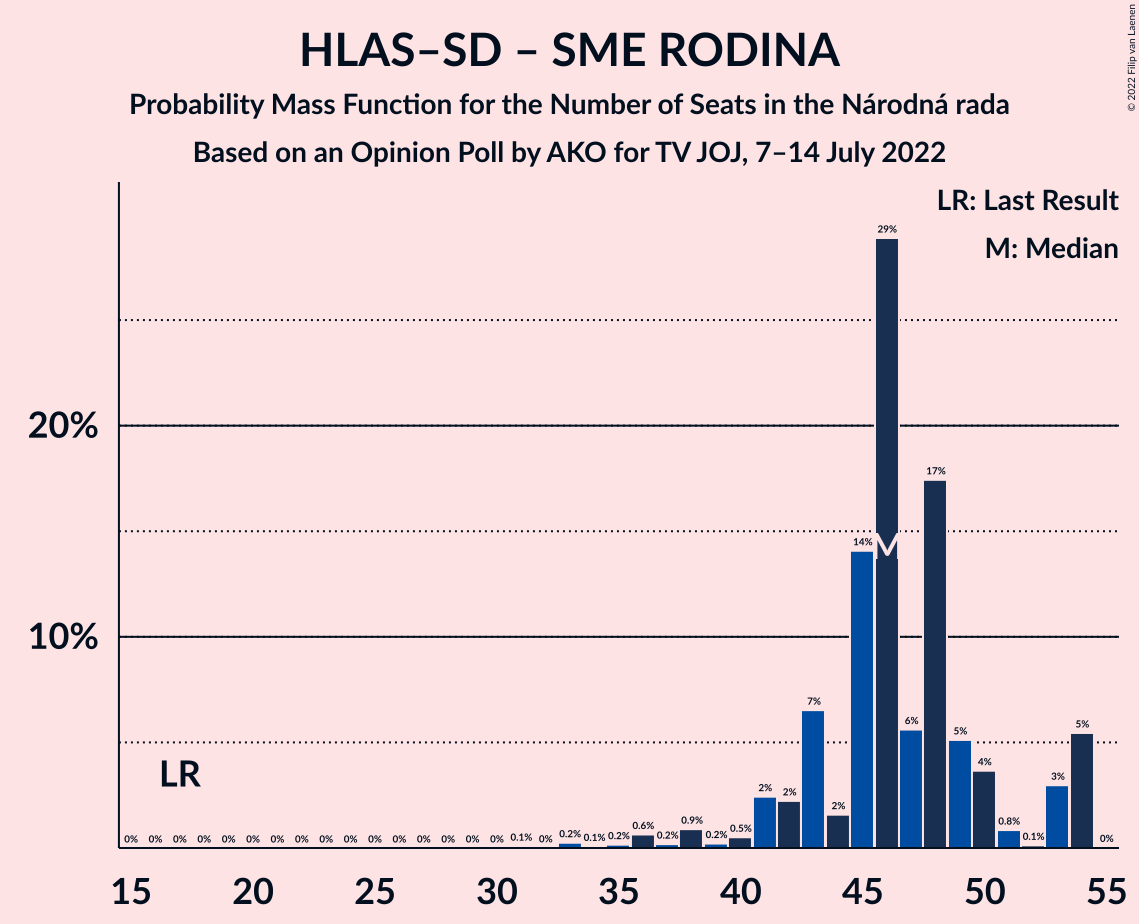 © 2022 Filip van Laenen
HLAS–SD – SME RODINA
Probability Mass Function for the Number of Seats in the Národná rada
Based on an Opinion Poll by AKO for TV JOJ, 7–14 July 2022
LR: Last Result
M: Median
29%
20%
17%
14%
M
10%
7%
6%
5%
5%
LR
4%
3%
2%
2%
2%
0% 0% 0% 0% 0% 0% 0% 0% 0% 0% 0% 0% 0% 0% 0% 0% 0.1% 0% 0.2% 0.1% 0.2% 0.6% 0.2% 0.9% 0.2% 0.5% 0.8% 0.1% 0%
15 20 25 30 35 40 45 50 55